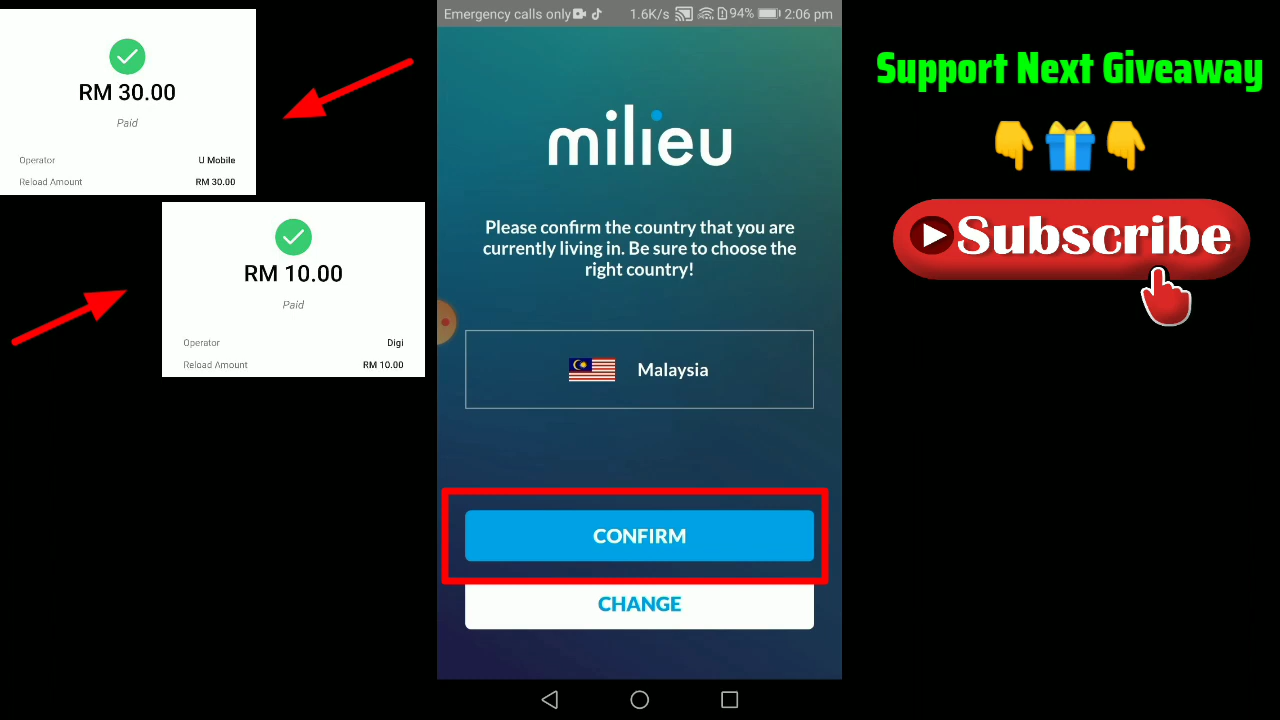 RM 30.00
Paid
Operator U Mobile
Reload Amount RM 30.00
RM 10.00
Paid
Operator Digi
Reload Amount RM 10.00
Emergency calls only 1.6K/s 94% 2:06 pm
milieu
Please confirm the country that you are
currently living in. Be sure to choose the
right country!
Malaysia
CONFIRM
CHANGE
Support Next Giveaway
Subscribe